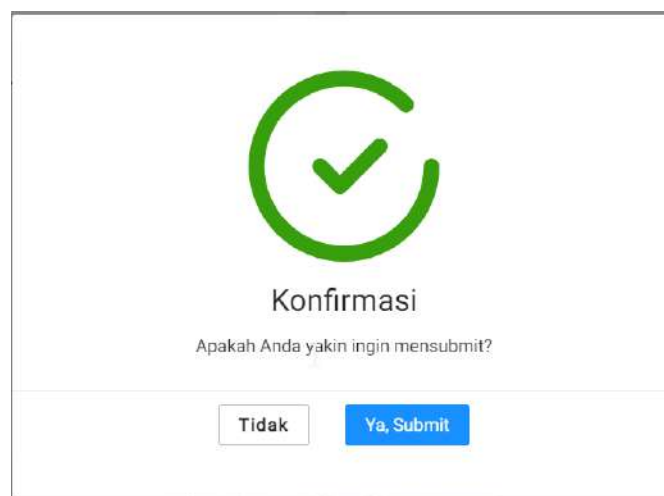 Konfirmasi
Apakah Anda yakin ingin mensubmit?
Tidak
Ya, Submit